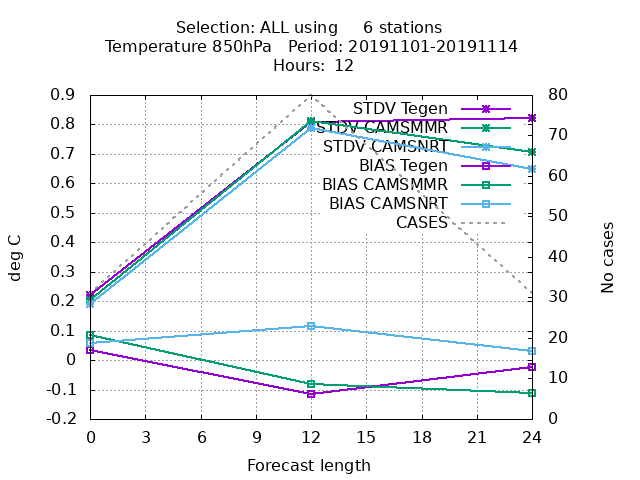 Selection: ALL using     6 stations
Temperature 850hPa   Period: 20191101-20191114
Hours:  12
deg C
0.9
0.8
0.7
0.6
0.5
0.4
0.3
0.2
0.1
0
-0.1
-0.2
STDV Tegen
STDV CAMSMMR
STDV CAMSNRT
BIAS Tegen
BIAS CAMSMMR
BIAS CAMSNRT
CASES
80
70
60
50
40
30
20
10
0
No cases
0 3 6 9 12 15 18 21 24
Forecast length